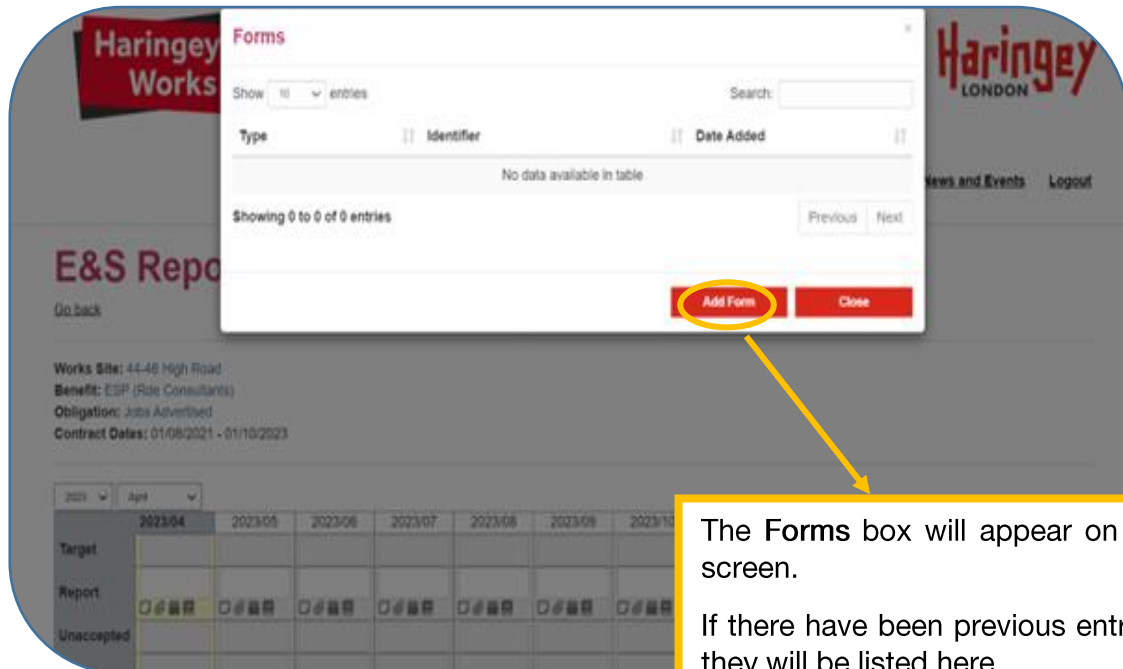 Haringey
Works
Forms
×
Haringey
LONDON
Show 10 entries
Search:
Type Identifier Date Added
No data available in table
Showing 0 to 0 of 0 entries
Previous Next
News and Events Logout
E&S Repo
Go back
Add Form Close
Works Site: 44-46 High Road
Benefit: ESP (Rde Consultants)
Obligation: Jobs Advertised
Contract Dates: 01/08/2021 - 01/10/2023
2023 April
2023/04 2023/05 2023/06 2023/07 2023/08 2023/09 2023/10
Target
Report
Unaccepted
The Forms box will appear on
screen.
If there have been previous entr
they will be listed here